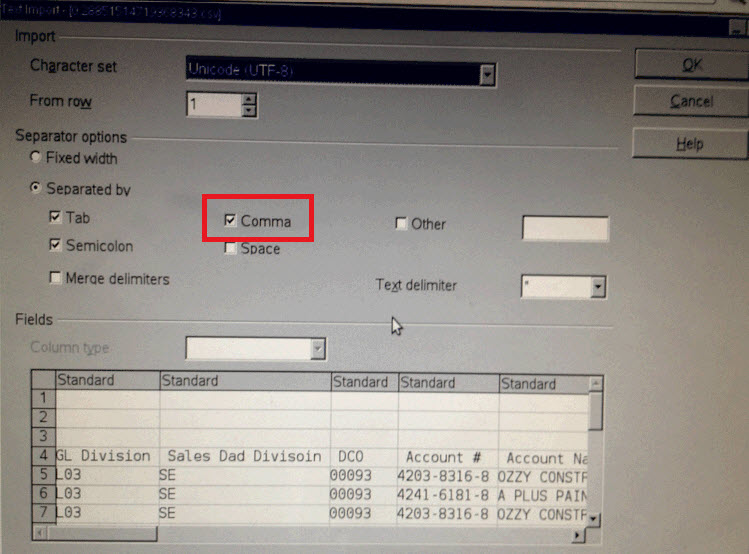 Text Import - [0.28851514719868343.csv]
Import
Character set Unicode (UTF-8) OK
From row 1 Cancel
Separator options Help
Fixed width
Separated by
Tab Comma Other
Semicolon Space
Merge delimiters Text delimiter "
Fields
Column type
Standard Standard Standard Standard Standard
1
2
3
4 GL Division Sales Dad Divisoin DCO Account # Account Na
5 L03 SE 00093 4203-8316-8 OZZY CONSTR
6 L03 SE 00093 4241-6181-8 A PLUS PAIN
7 L03 SE 00093 4203-8316-8 OZZY CONSTR